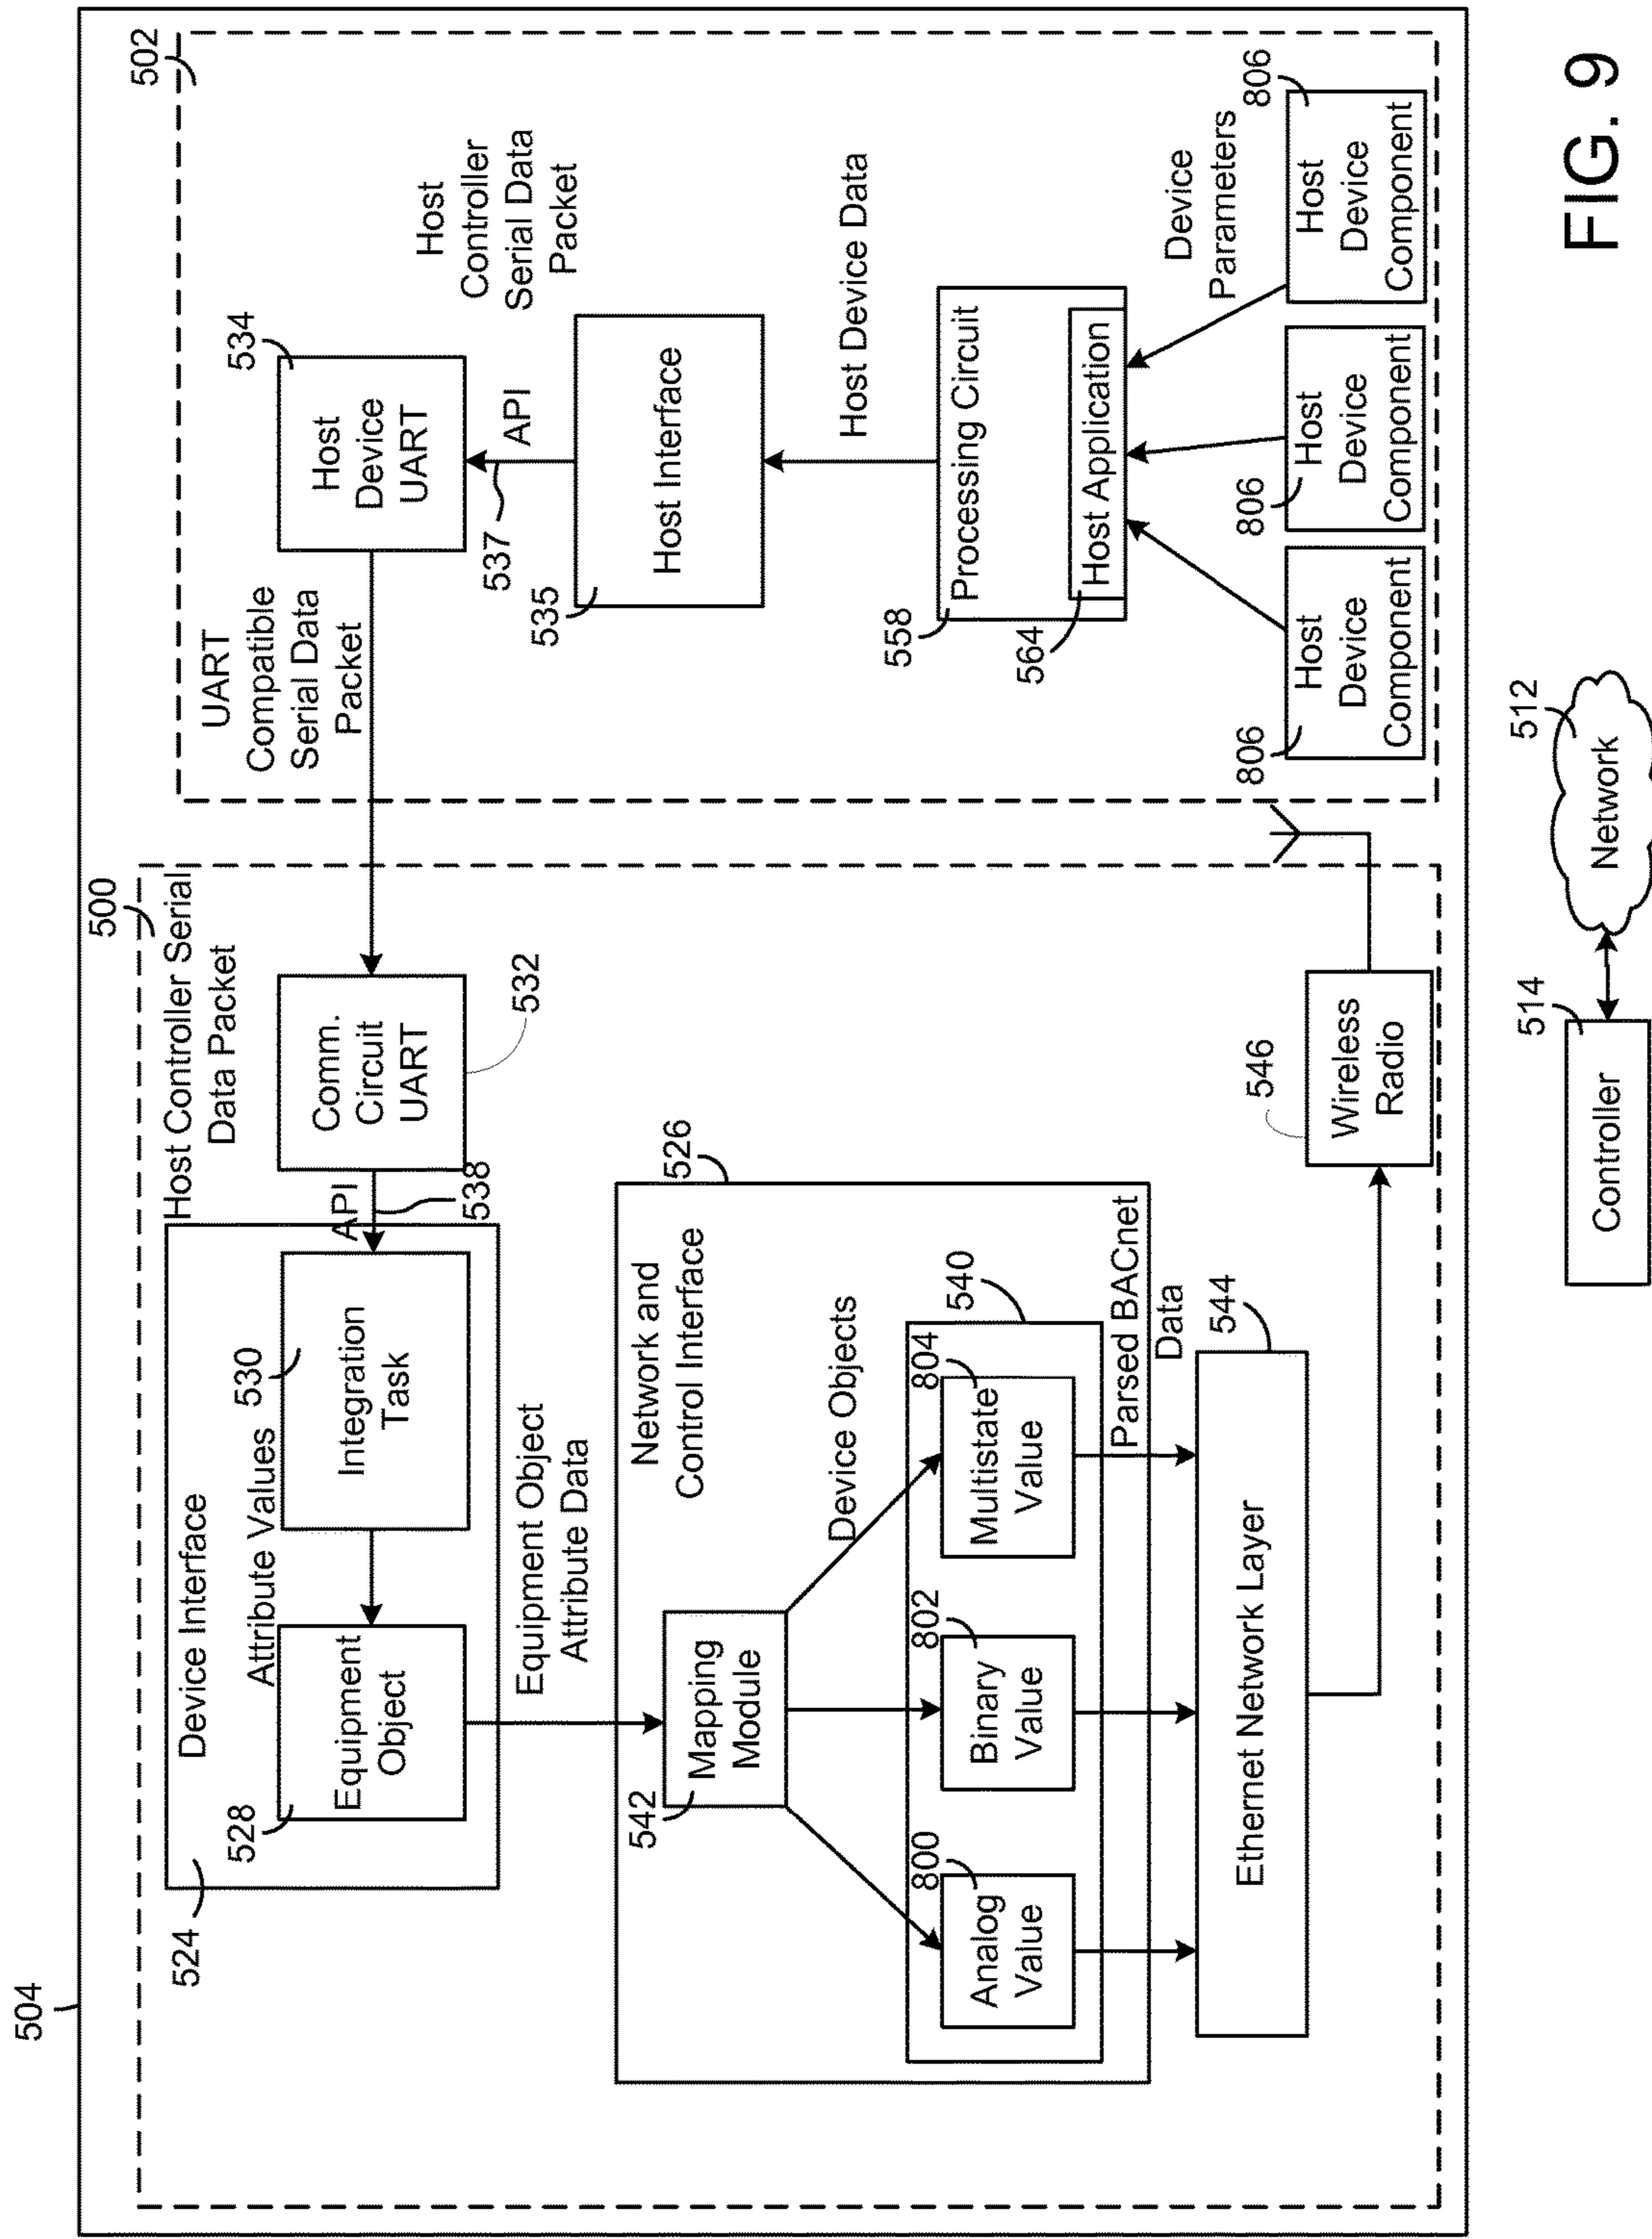 504
500
502
Host Controller Serial
Data Packet
524
Device Interface
528
Equipment
Object
Attribute Values
530
Integration
Task
API
538
Comm.
Circuit
UART
532
UART
Compatible
Serial Data
Packet
534
Host
Device
UART
537
API
Host
Controller
Serial Data
Packet
535
Host Interface
Host Device Data
558
Processing Circuit
564
Host Application
Device
Parameters
806
Host
Device
Component
806
Host
Device
Component
806
Host
Device
Component
Equipment Object
Attribute Data
526
Network and
Control Interface
542
Mapping
Module
Device Objects
540
800
Analog
Value
802
Binary
Value
804
Multistate
Value
Parsed BACnet
Data
544
Ethernet Network Layer
546
Wireless
Radio
514
Controller
512
Network
FIG. 9